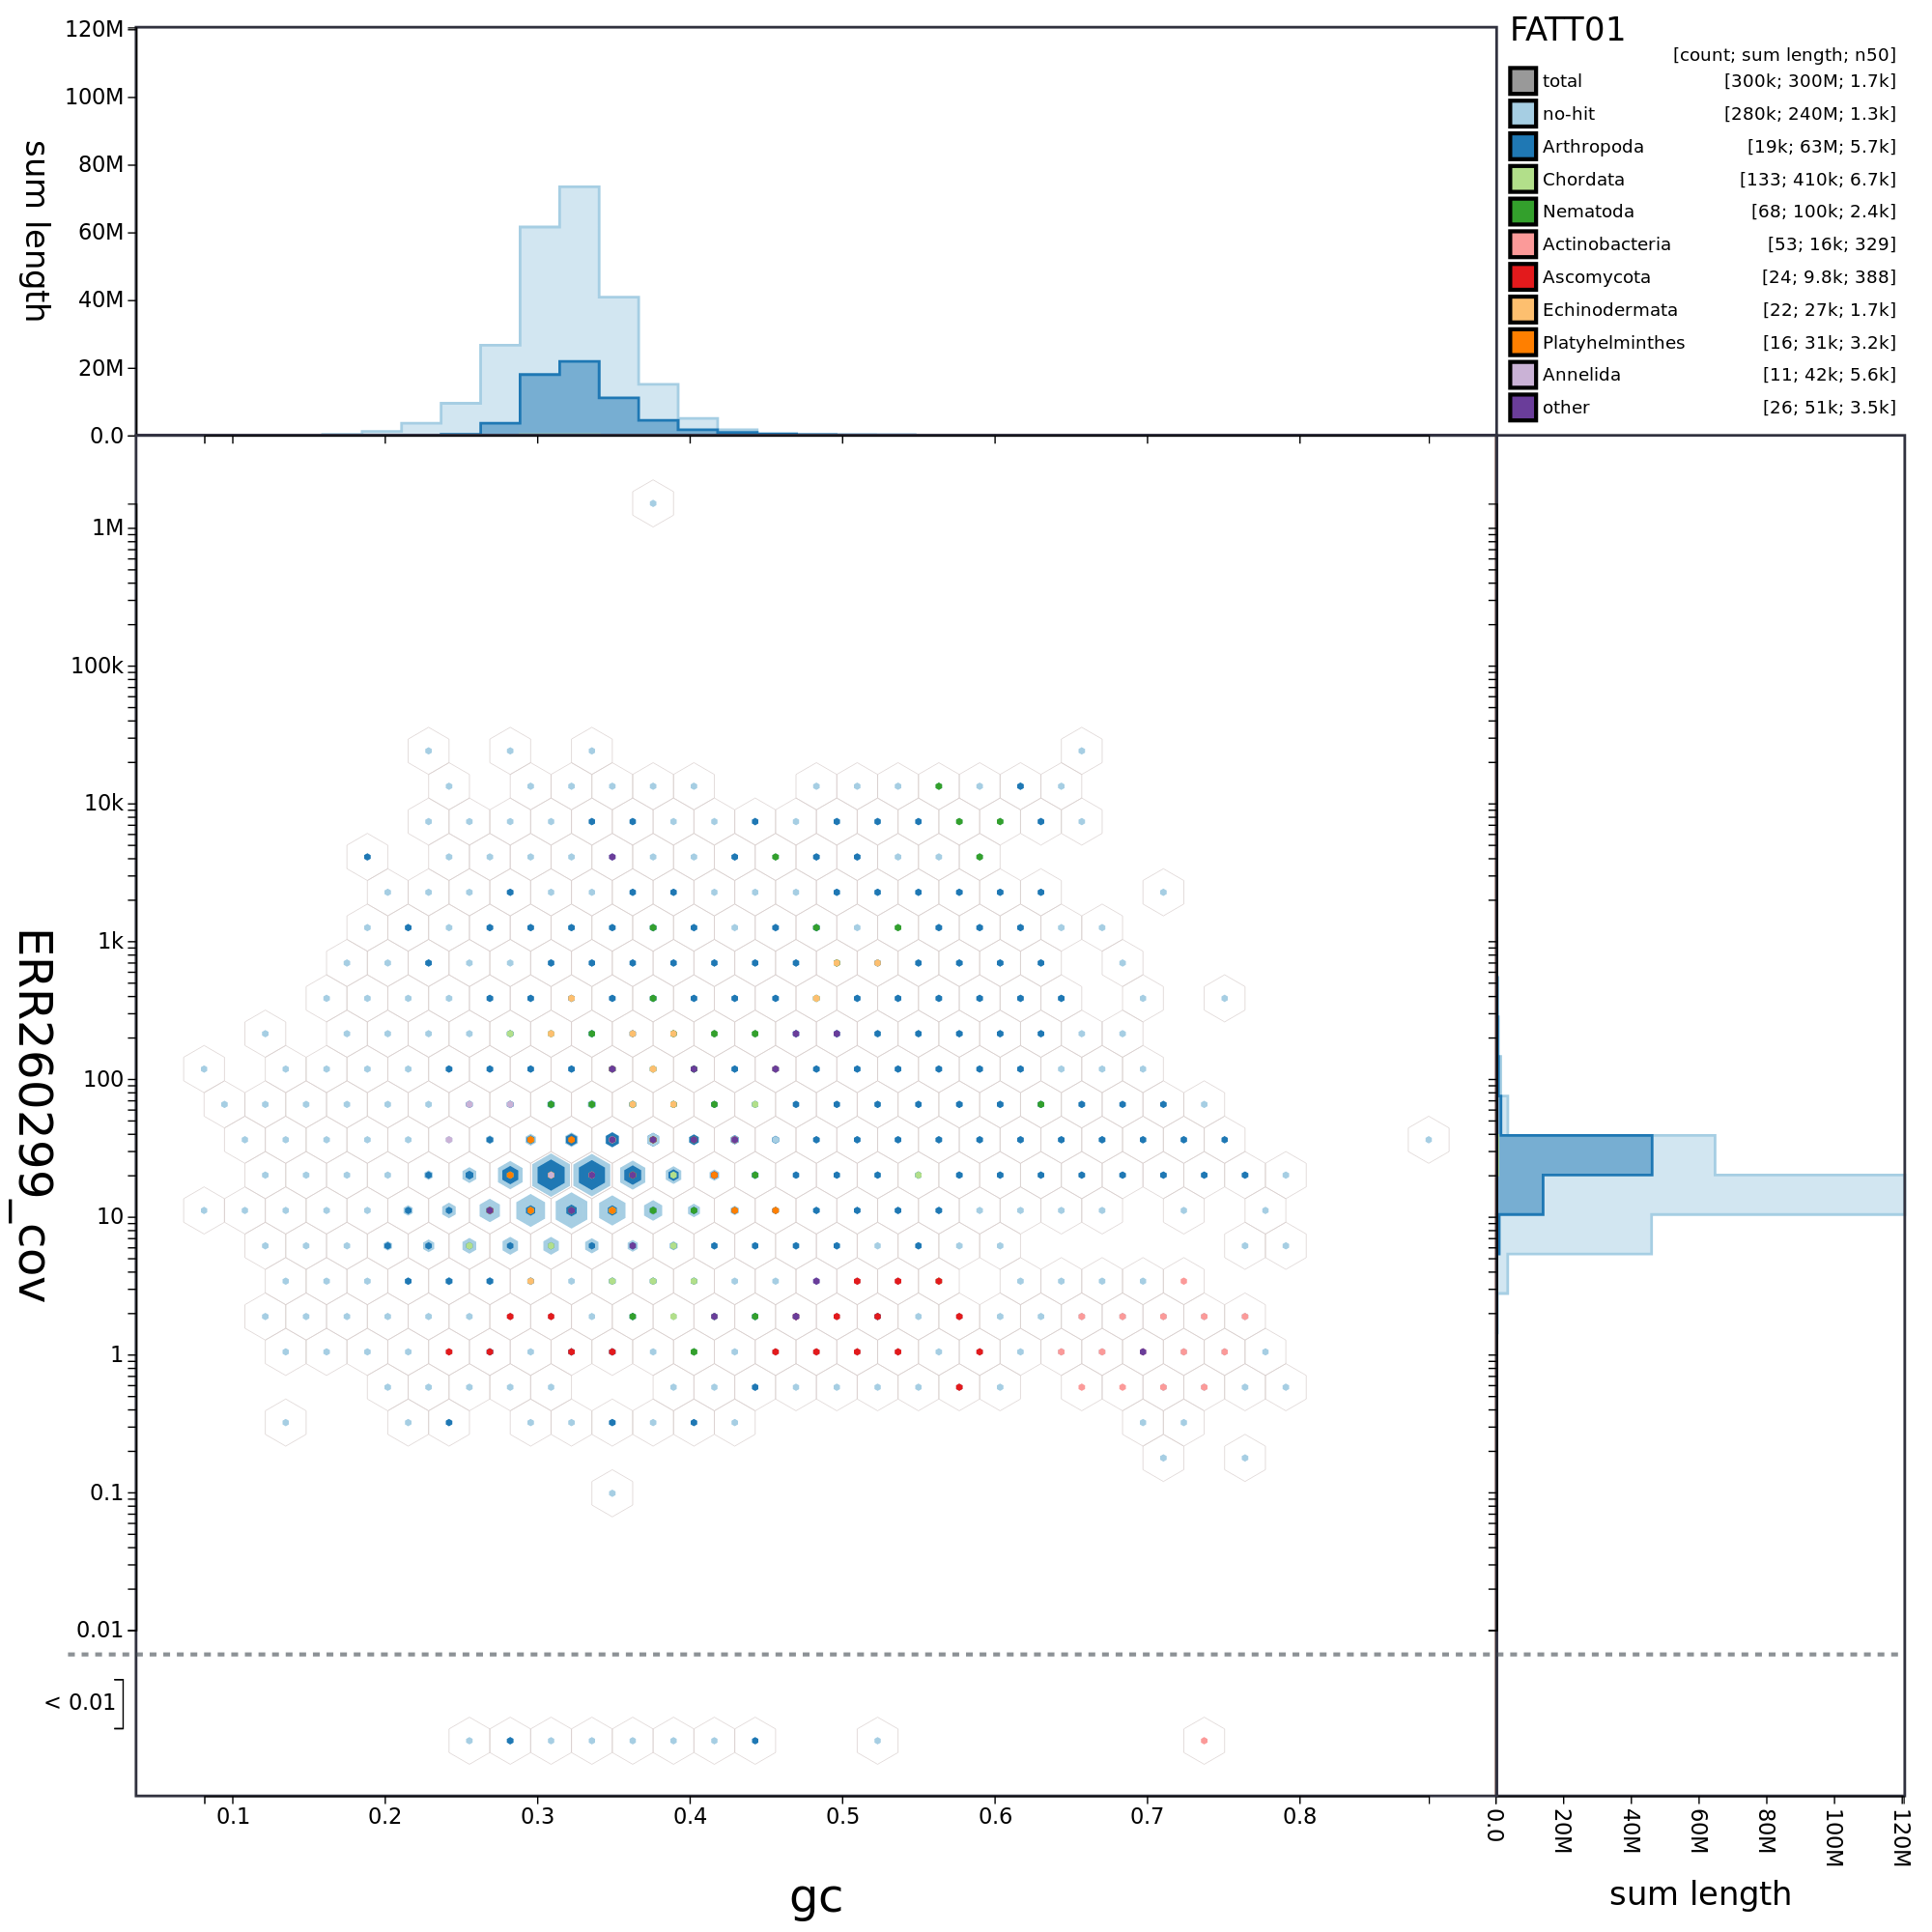 FATT01
[count; sum length; n50]
total [300k; 300M; 1.7k]
no-hit [280k; 240M; 1.3k]
Arthropoda [19k; 63M; 5.7k]
Chordata [133; 410k; 6.7k]
Nematoda [68; 100k; 2.4k]
Actinobacteria [53; 16k; 329]
Ascomycota [24; 9.8k; 388]
Echinodermata [22; 27k; 1.7k]
Platyhelminthes [16; 31k; 3.2k]
Annelida [11; 42k; 5.6k]
other [26; 51k; 3.5k]
sum length
120M
100M
80M
60M
40M
20M
0.0
ERR260299_cov
1M
100k
10k
1k
100
10
1
0.1
0.01
< 0.01
0.1 0.2 0.3 0.4 0.5 0.6 0.7 0.8
gc
0.0 20M 40M 60M 80M 100M 120M
sum length